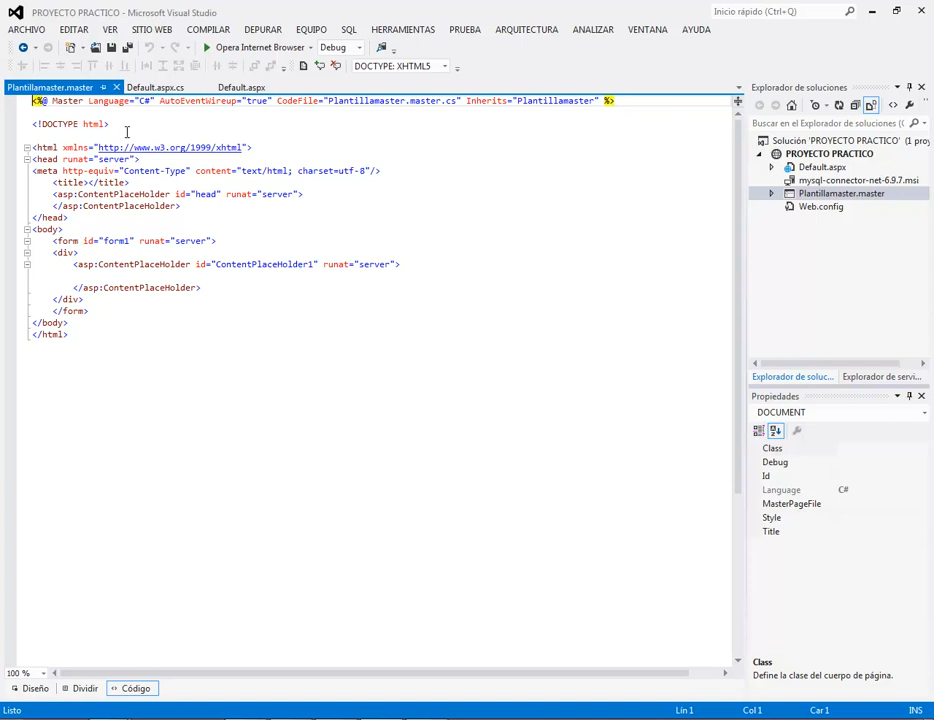 PROYECTO PRACTICO - Microsoft Visual Studio
Inicio rápido (Ctrl+Q)
ARCHIVO EDITAR VER SITIO WEB COMPILAR DEPURAR EQUIPO SQL HERRAMIENTAS PRUEBA ARQUITECTURA ANALIZAR VENTANA AYUDA
Opera Internet Browser Debug
DOCTYPE: XHTML5
Plantillamaster.master Default.aspx.cs Default.aspx
<%@ Master Language="C#" AutoEventWireup="true" CodeFile="Plantillamaster.master.cs" Inherits="Plantillamaster" %>
<!DOCTYPE html>
<html xmlns="http://www.w3.org/1999/xhtml">
<head runat="server">
<meta http-equiv="Content-Type" content="text/html; charset=utf-8"/>
<title></title>
<asp:ContentPlaceHolder id="head" runat="server">
</asp:ContentPlaceHolder>
</head>
<body>
<form id="form1" runat="server">
<div>
<asp:ContentPlaceHolder id="ContentPlaceHolder1" runat="server">
</asp:ContentPlaceHolder>
</div>
</form>
</body>
</html>
100 %
Diseño Dividir Código
Explorador de soluciones
Buscar en Explorador de soluciones (
Solución 'PROYECTO PRACTICO' (1 proy
PROYECTO PRACTICO
Default.aspx
mysql-connector-net-6.9.7.msi
Plantillamaster.master
Web.config
Explorador de soluc... Explorador de servi...
Propiedades
DOCUMENT
Class
Debug
Id
Language C#
MasterPageFile
Style
Title
Class
Define la clase del cuerpo de página.
Listo Lín 1 Col 1 Car 1 INS